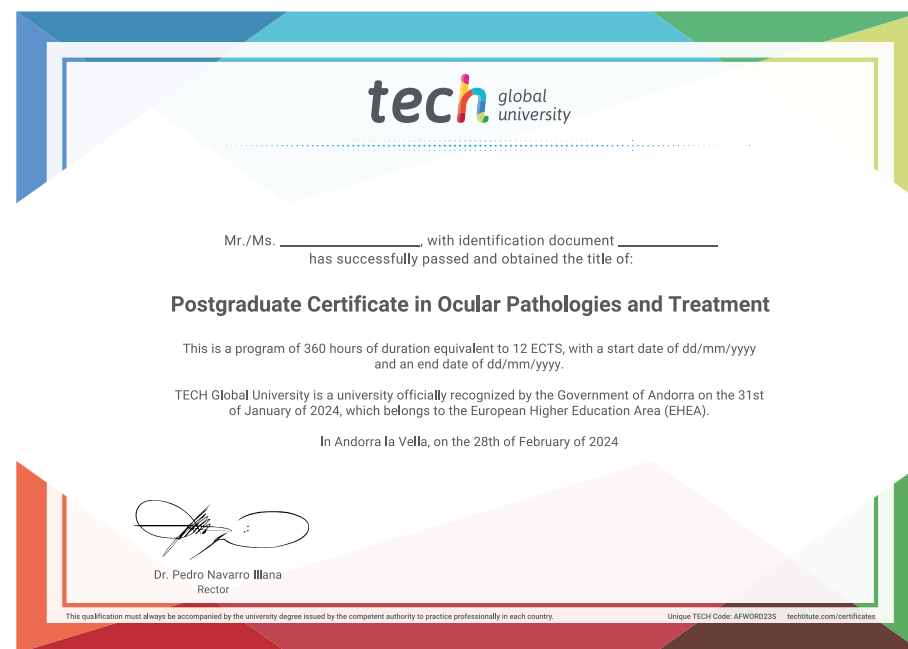 tech global university
Mr./Ms. ____________________, with identification document ______________
has successfully passed and obtained the title of:
Postgraduate Certificate in Ocular Pathologies and Treatment
This is a program of 360 hours of duration equivalent to 12 ECTS, with a start date of dd/mm/yyyy
and an end date of dd/mm/yyyy.
TECH Global University is a university officially recognized by the Government of Andorra on the 31st
of January of 2024, which belongs to the European Higher Education Area (EHEA).
In Andorra la Vella, on the 28th of February of 2024
Dr. Pedro Navarro Illana
Rector
This qualification must always be accompanied by the university degree issued by the competent authority to practice professionally in each country.
Unique TECH Code: AFWORD23S techtitute.com/certificates